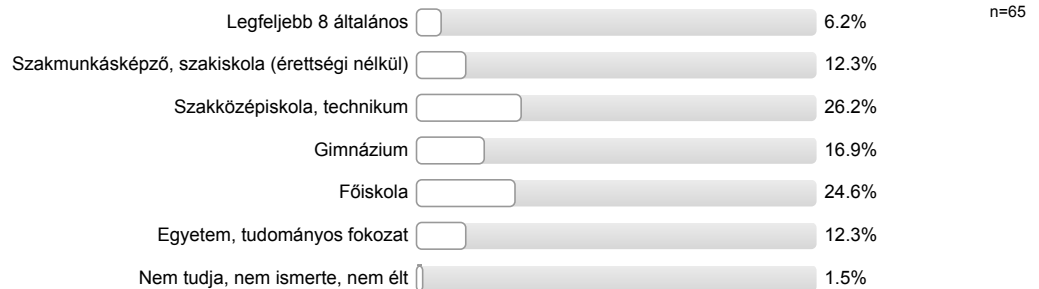 Legfeljebb 8 általános 6.2% n=65
Szakmunkásképző, szakiskola (érettségi nélkül) 12.3%
Szakközépiskola, technikum 26.2%
Gimnázium 16.9%
Főiskola 24.6%
Egyetem, tudományos fokozat 12.3%
Nem tudja, nem ismerte, nem élt 1.5%